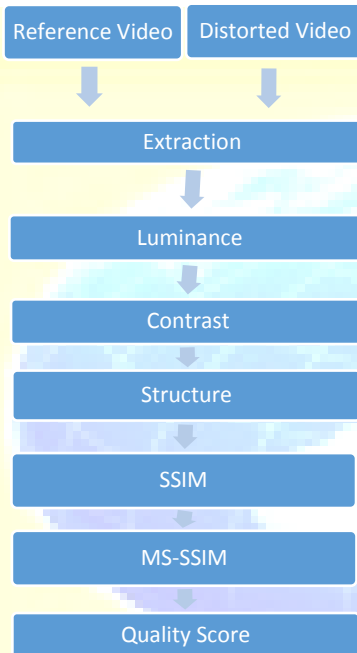 Reference Video
Distorted Video
Extraction
Luminance
Contrast
Structure
SSIM
MS-SSIM
Quality Score